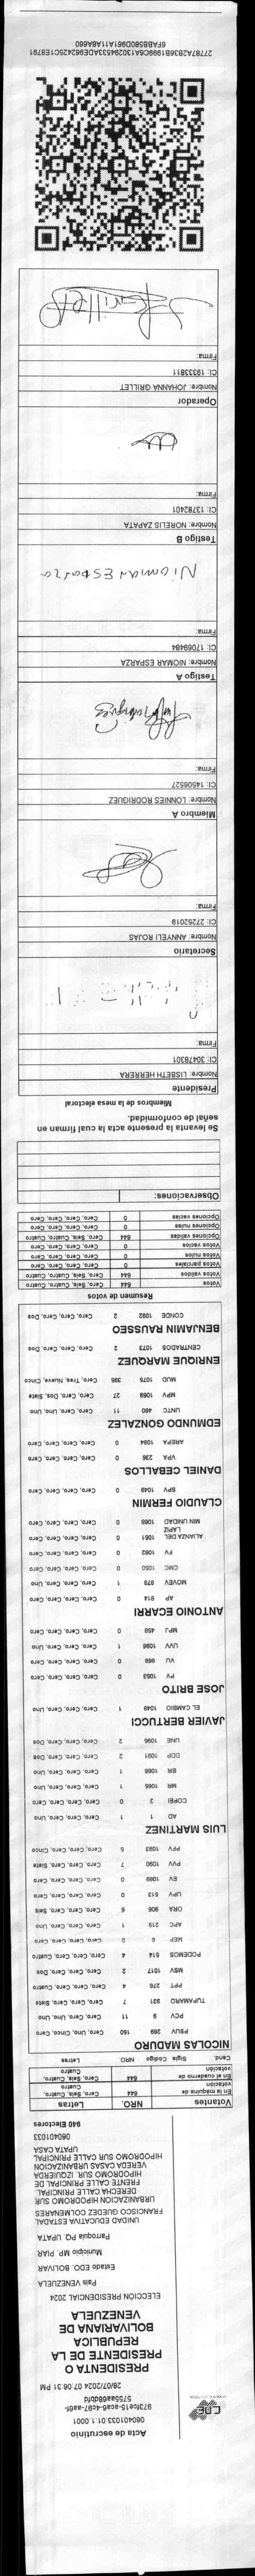 CNE
Acta de escrutinio
060401033.01.1.0001
973fce15-aca6-4c97-aa6f-
5755aa68dbfd
28/07/2024 07:06:31 PM
PRESIDENTA O
PRESIDENTE DE LA
REPUBLICA
BOLIVARIANA DE
VENEZUELA
ELECCIÓN PRESIDENCIAL 2024
Pais VENEZUELA
Estado EDO. BOLIVAR
Municipio MP. PIAR
Parroquia PQ. UPATA
UNIDAD EDUCATIVA ESTADAL
FRANCISCO GUEDEZ COLMENARES
URBANIZACION HIPODROMO SUR
DERECHA CALLE PRINCIPAL.
FRENTE CALLE PRINCIPAL DE
HIPODROMO SUR. IZQUIERDA
VEREDA CASAS URBANIZACION
HIPODROMO SUR CALLE PRINCIPAL
UPATA CASA
060401033
940 Electores
Votantes NRO. Letras
En la máquina de votación 644 Cero, Seis, Cuatro, Cuatro
En el cuaderno de votación 644 Cero, Seis, Cuatro, Cuatro
Cand. Sigla Código NRO. Letras
NICOLAS MADURO
PSUV 269 150 Cero, Uno, Cinco, Cero
PCV 9 11 Cero, Cero, Uno, Uno
TUPAMARO 931 7 Cero, Cero, Cero, Siete
PPT 276 4 Cero, Cero, Cero, Cuatro
MSV 1017 2 Cero, Cero, Cero, Dos
PODEMOS 514 4 Cero, Cero, Cero, Cuatro
MEP 6 0 Cero, Cero, Cero, Cero
APC 219 1 Cero, Cero, Cero, Uno
ORA 906 6 Cero, Cero, Cero, Seis
UPV 513 0 Cero, Cero, Cero, Cero
EV 1089 0 Cero, Cero, Cero, Cero
PVV 1090 7 Cero, Cero, Cero, Siete
PFV 1093 5 Cero, Cero, Cero, Cinco
LUIS MARTINEZ
AD 1 1 Cero, Cero, Cero, Uno
COPEI 2 0 Cero, Cero, Cero, Cero
MR 1065 1 Cero, Cero, Cero, Uno
BR 1066 1 Cero, Cero, Cero, Uno
DDP 1091 2 Cero, Cero, Cero, Dos
UNE 1095 2 Cero, Cero, Cero, Dos
JAVIER BERTUCCI
EL CAMBIO 1048 1 Cero, Cero, Cero, Uno
JOSE BRITO
PV 1053 0 Cero, Cero, Cero, Cero
VU 868 0 Cero, Cero, Cero, Cero
UVV 1096 1 Cero, Cero, Cero, Uno
MPJ 458 0 Cero, Cero, Cero, Cero
ANTONIO ECARRI
AP 814 0 Cero, Cero, Cero, Cero
MOVEV 878 1 Cero, Cero, Cero, Uno
CMC 1050 0 Cero, Cero, Cero, Cero
FV 1062 0 Cero, Cero, Cero, Cero
ALIANZA DEL LAPIZ 1051 0 Cero, Cero, Cero, Cero
MIN UNIDAD 1068 0 Cero, Cero, Cero, Cero
CLAUDIO FERMIN
SPV 1049 0 Cero, Cero, Cero, Cero
DANIEL CEBALLOS
VPA 236 0 Cero, Cero, Cero, Cero
AREPA 1094 0 Cero, Cero, Cero, Cero
EDMUNDO GONZALEZ
UNTC 460 11 Cero, Cero, Uno, Uno
MPV 1069 27 Cero, Cero, Dos, Siete
MUD 1075 395 Cero, Tres, Nueve, Cinco
ENRIQUE MARQUEZ
CENTRADOS 1073 2 Cero, Cero, Cero, Dos
BENJAMIN RAUSSEO
CONDE 1092 2 Cero, Cero, Cero, Dos
Resumen de votos
Votos 644 Cero, Seis, Cuatro, Cuatro
Votos validos 644 Cero, Seis, Cuatro, Cuatro
Votos parciales 0 Cero, Cero, Cero, Cero
Votos nulos 0 Cero, Cero, Cero, Cero
Votos vacios 0 Cero, Cero, Cero, Cero
Opciones validas 644 Cero, Seis, Cuatro, Cuatro
Opciones nulas 0 Cero, Cero, Cero, Cero
Opciones vacias 0 Cero, Cero, Cero, Cero
Observaciones:
Se levanta la presente acta la cual firman en
señal de conformidad.
Miembros de la mesa electoral
Presidente
Nombre: LISBETH HERRERA
CI: 30478301
Firma:
Secretario
Nombre: ANNYELI ROJAS
CI: 27252019
Firma:
Miembro A
Nombre: LONNIES RODRIGUEZ
CI: 14506527
Firma:
Testigo A
Nombre: NIOMAR ESPARZA
CI: 17069484
Firma:
Niomar Esparza
Testigo B
Nombre: NORELIS ZAPATA
CI: 13782401
Firma:
Operador
Nombre: JOHANNA GRILLET
CI: 19333811
Firma:
JGrillet
27787A2B36B1999C6A130294533ADE962425C1E8791
6FABB580D961A11A8A660